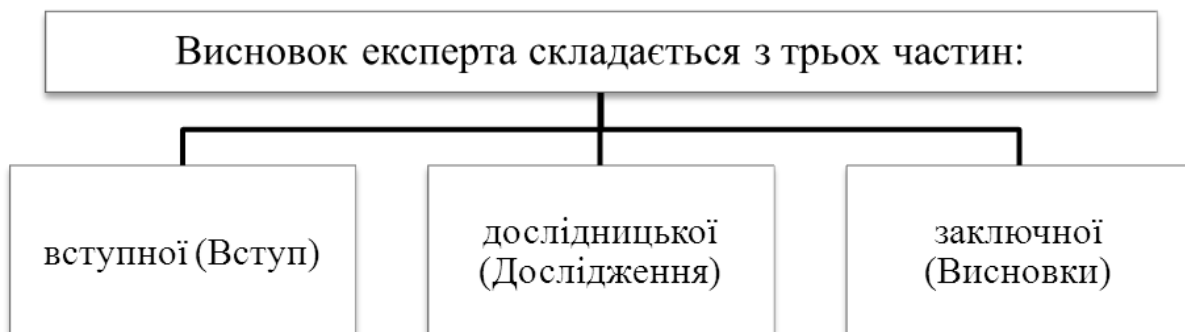 Висновок експерта складається з трьох частин:
вступної (Вступ)
дослідницької
(Дослідження)
заключної
(Висновки)